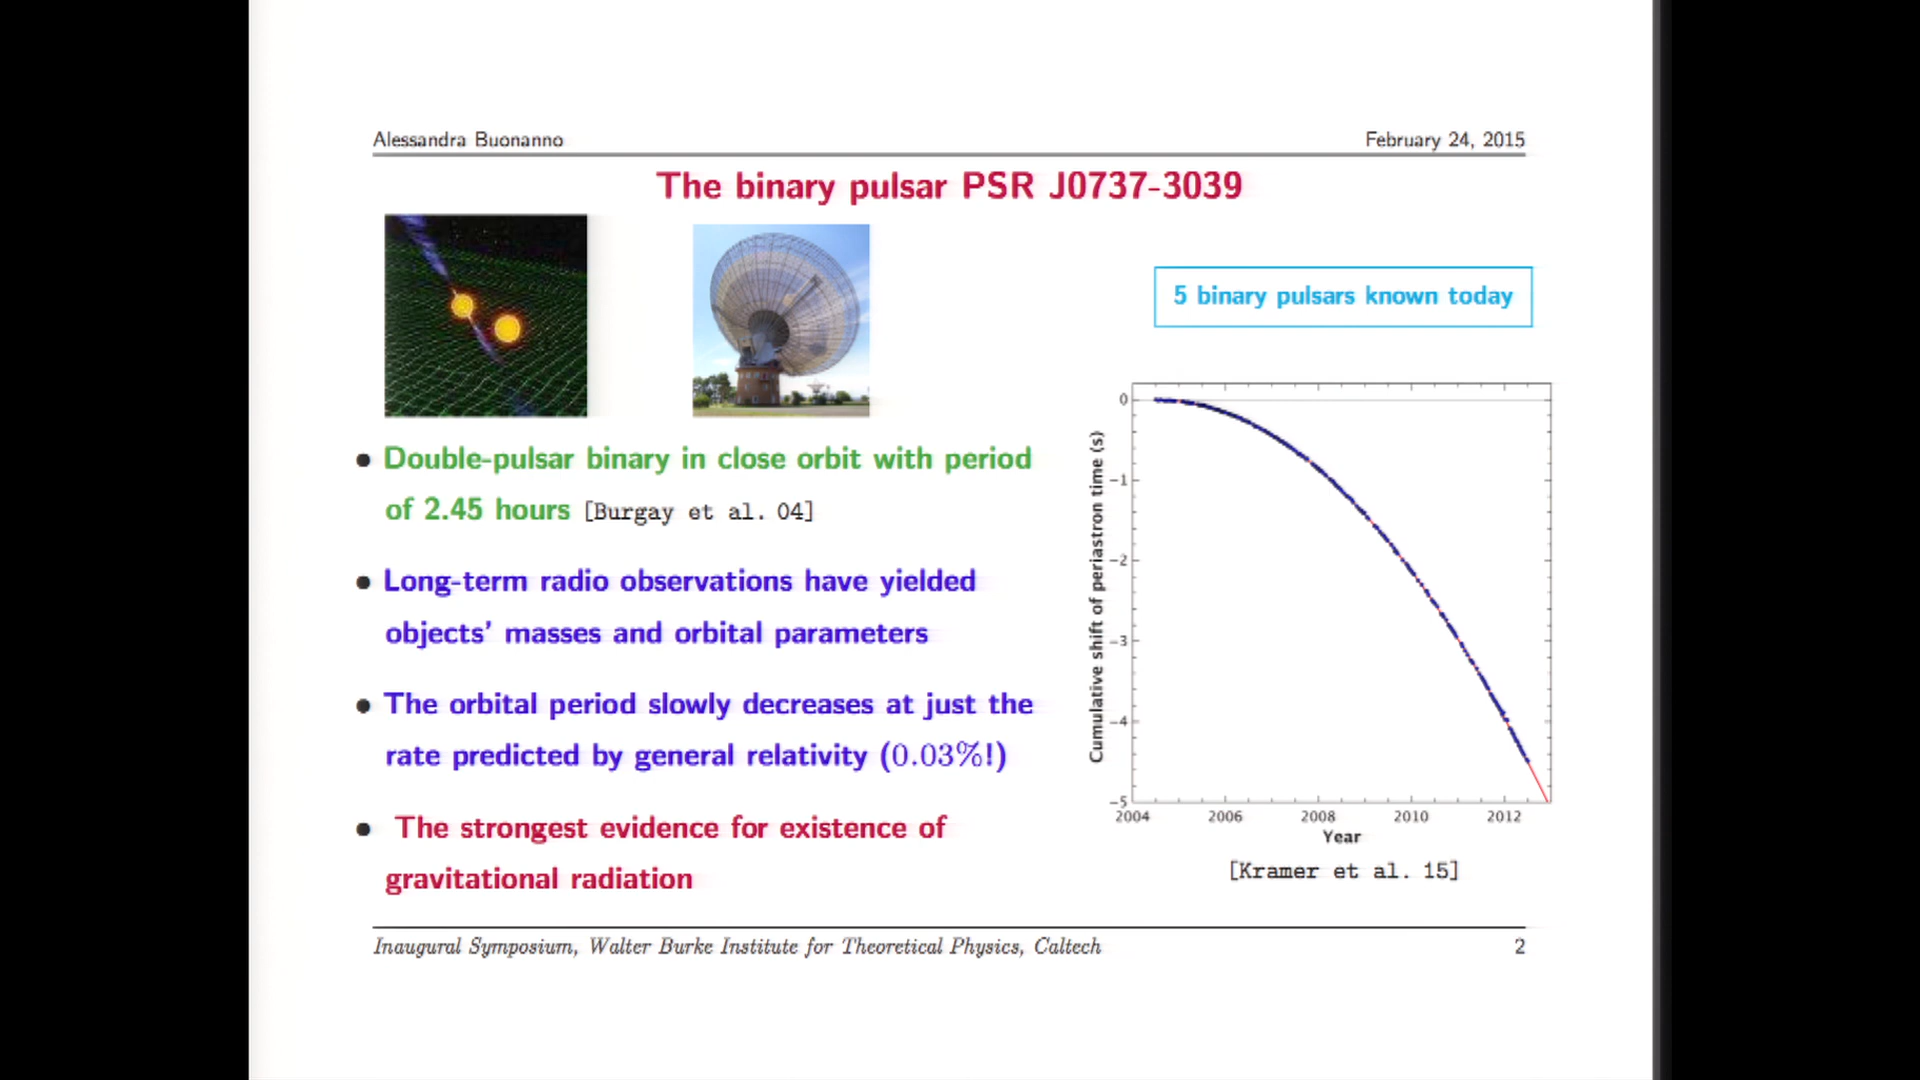 Alessandra Buonanno
February 24, 2015
The binary pulsar PSR J0737-3039
5 binary pulsars known today
• Double-pulsar binary in close orbit with period
of 2.45 hours [Burgay et al. 04]
• Long-term radio observations have yielded
objects' masses and orbital parameters
• The orbital period slowly decreases at just the
rate predicted by general relativity (0.03%!)
• The strongest evidence for existence of
gravitational radiation
Cumulative shift of periastron time (s)
0
−1
−2
−3
−4
−5
2004 2006 2008 2010 2012
Year
[Kramer et al. 15]
Inaugural Symposium, Walter Burke Institute for Theoretical Physics, Caltech
2